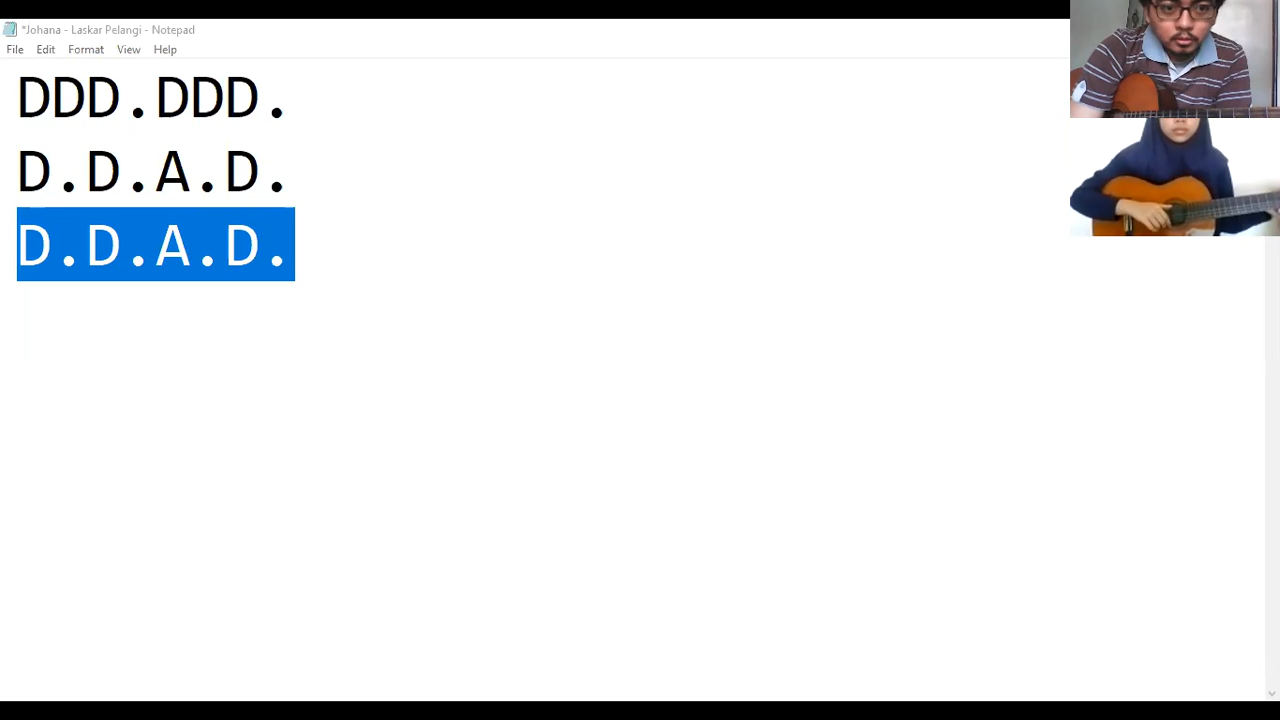 *Johana - Laskar Pelangi - Notepad
File Edit Format View Help
DDD.DDD.
D.D.A.D.
D.D.A.D.